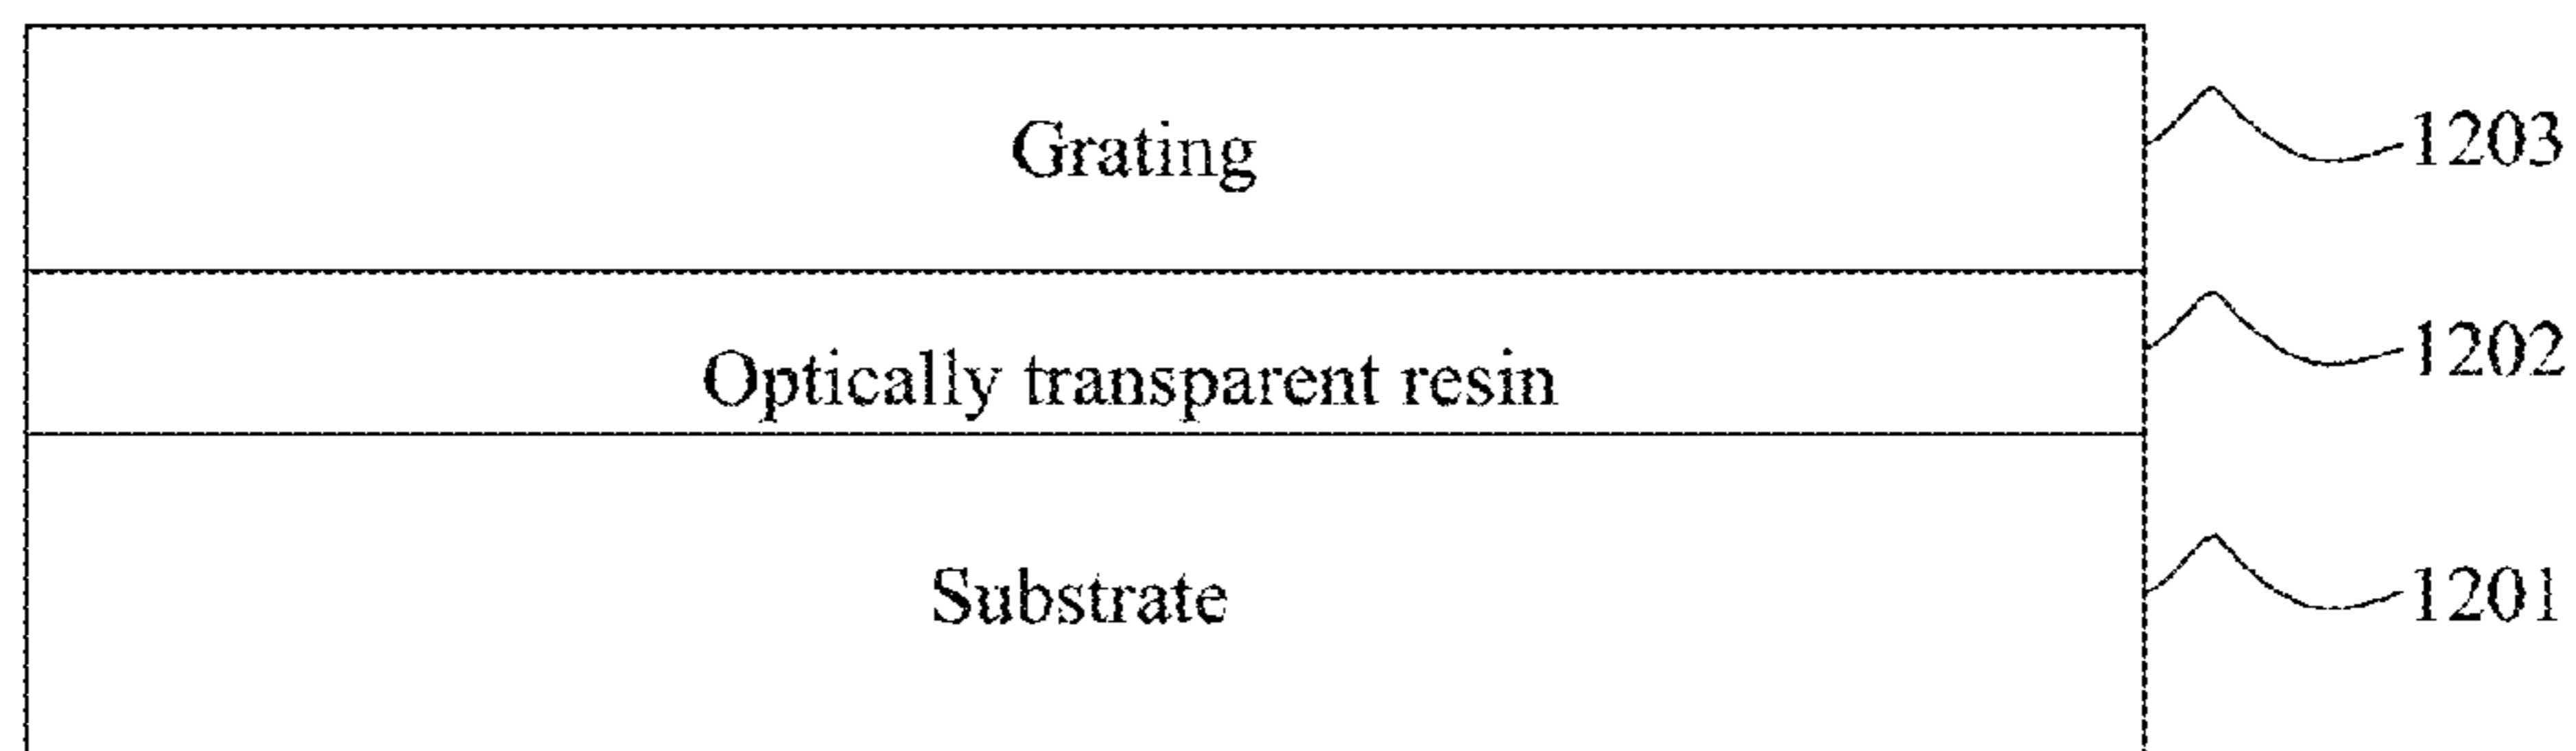 Grating
1203
Optically transparent resin
1202
Substrate
1201